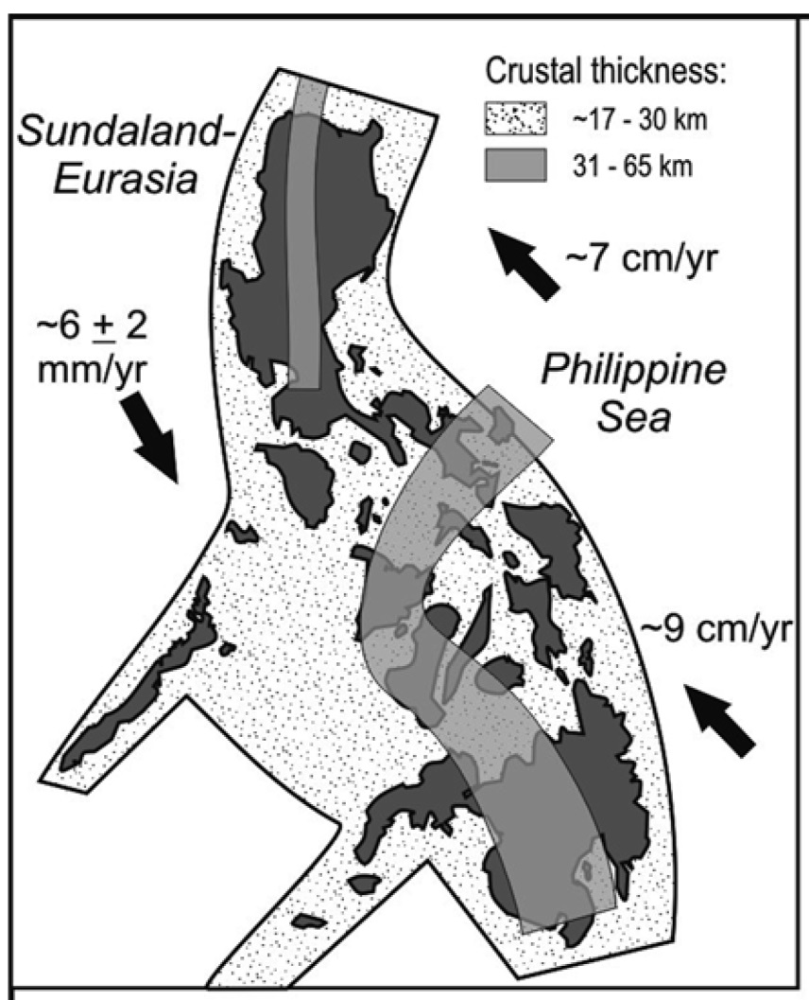 Crustal thickness:
~17 - 30 km
31 - 65 km
Sundaland-
Eurasia
~7 cm/yr
~6 ± 2
mm/yr
Philippine
Sea
~9 cm/yr